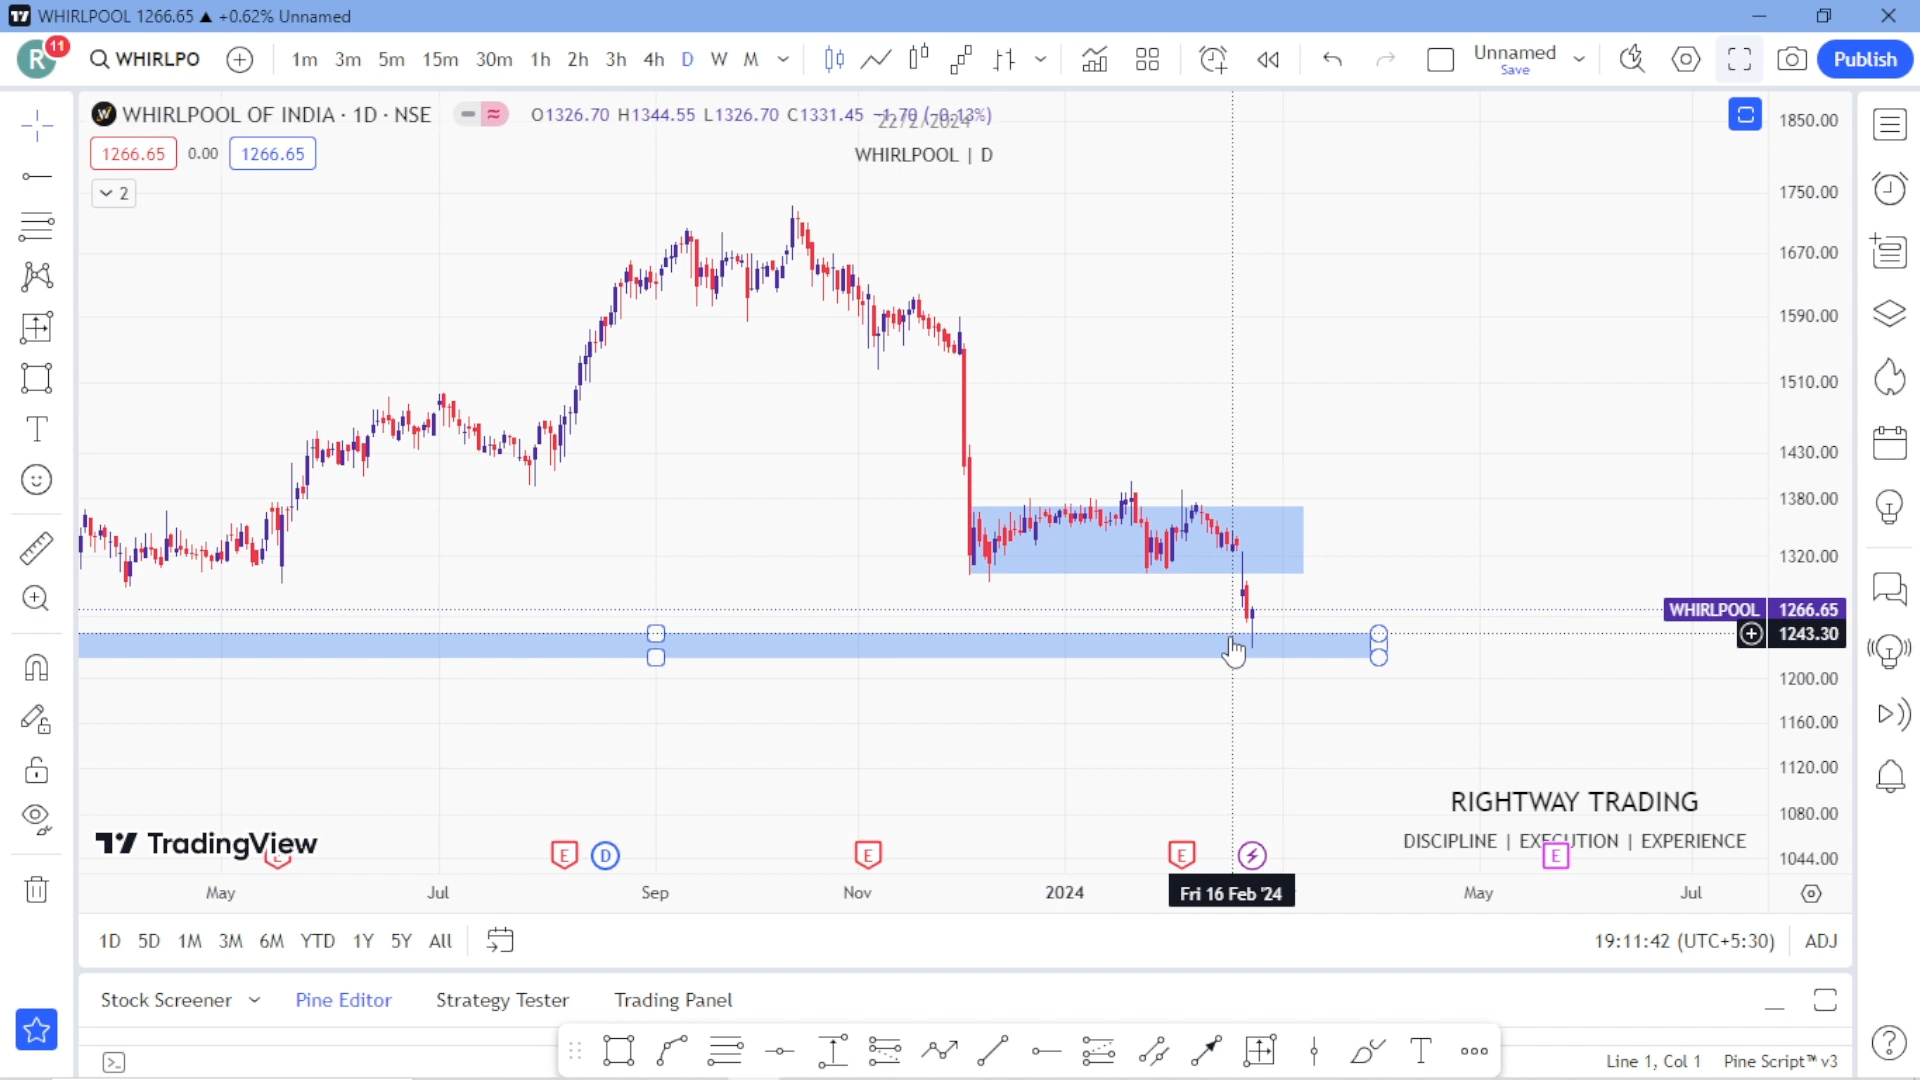 WHIRLPOOL 1266.65 ▲ +0.62% Unnamed
R 11 WHIRLPO 1m 3m 5m 15m 30m 1h 2h 3h 4h D W M Unnamed Save Publish
WHIRLPOOL OF INDIA · 1D · NSE O1326.70 H1344.55 L1326.70 C1331.45 −1.70 (−0.13%)
22/2/2024
1266.65 0.00 1266.65
WHIRLPOOL | D
2
1850.00
1750.00
1670.00
1590.00
1510.00
1430.00
1380.00
1320.00
WHIRLPOOL 1266.65
1243.30
1200.00
1160.00
1120.00
1080.00
1044.00
RIGHTWAY TRADING
DISCIPLINE | EXECUTION | EXPERIENCE
TradingView
E E D E E E
May Jul Sep Nov 2024 Fri 16 Feb '24 May Jul
1D 5D 1M 3M 6M YTD 1Y 5Y All 19:11:42 (UTC+5:30) ADJ
Stock Screener Pine Editor Strategy Tester Trading Panel
Line 1, Col 1 Pine Script™ v3